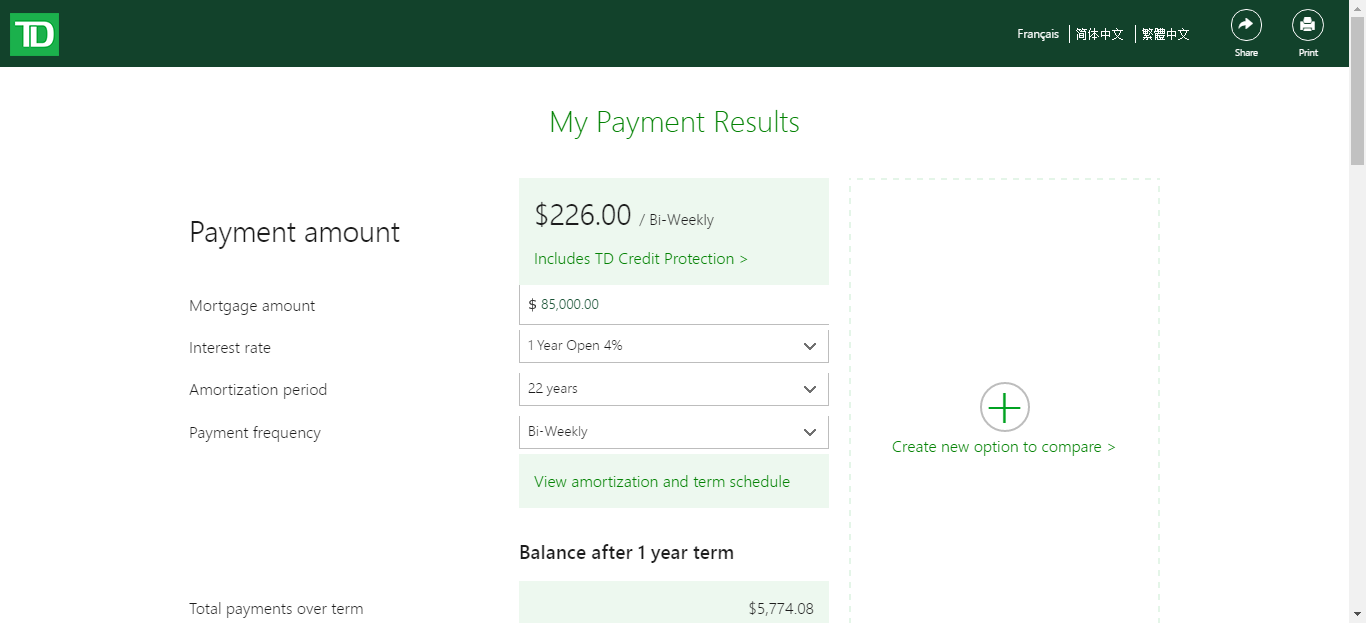 TD
Français
简体中文
繁體中文
Share
Print
My Payment Results
Payment amount
$226.00 / Bi-Weekly
Includes TD Credit Protection >
Mortgage amount
$ 85,000.00
Interest rate
1 Year Open 4%
Amortization period
22 years
Payment frequency
Bi-Weekly
View amortization and term schedule
Create new option to compare >
Balance after 1 year term
Total payments over term
$5,774.08